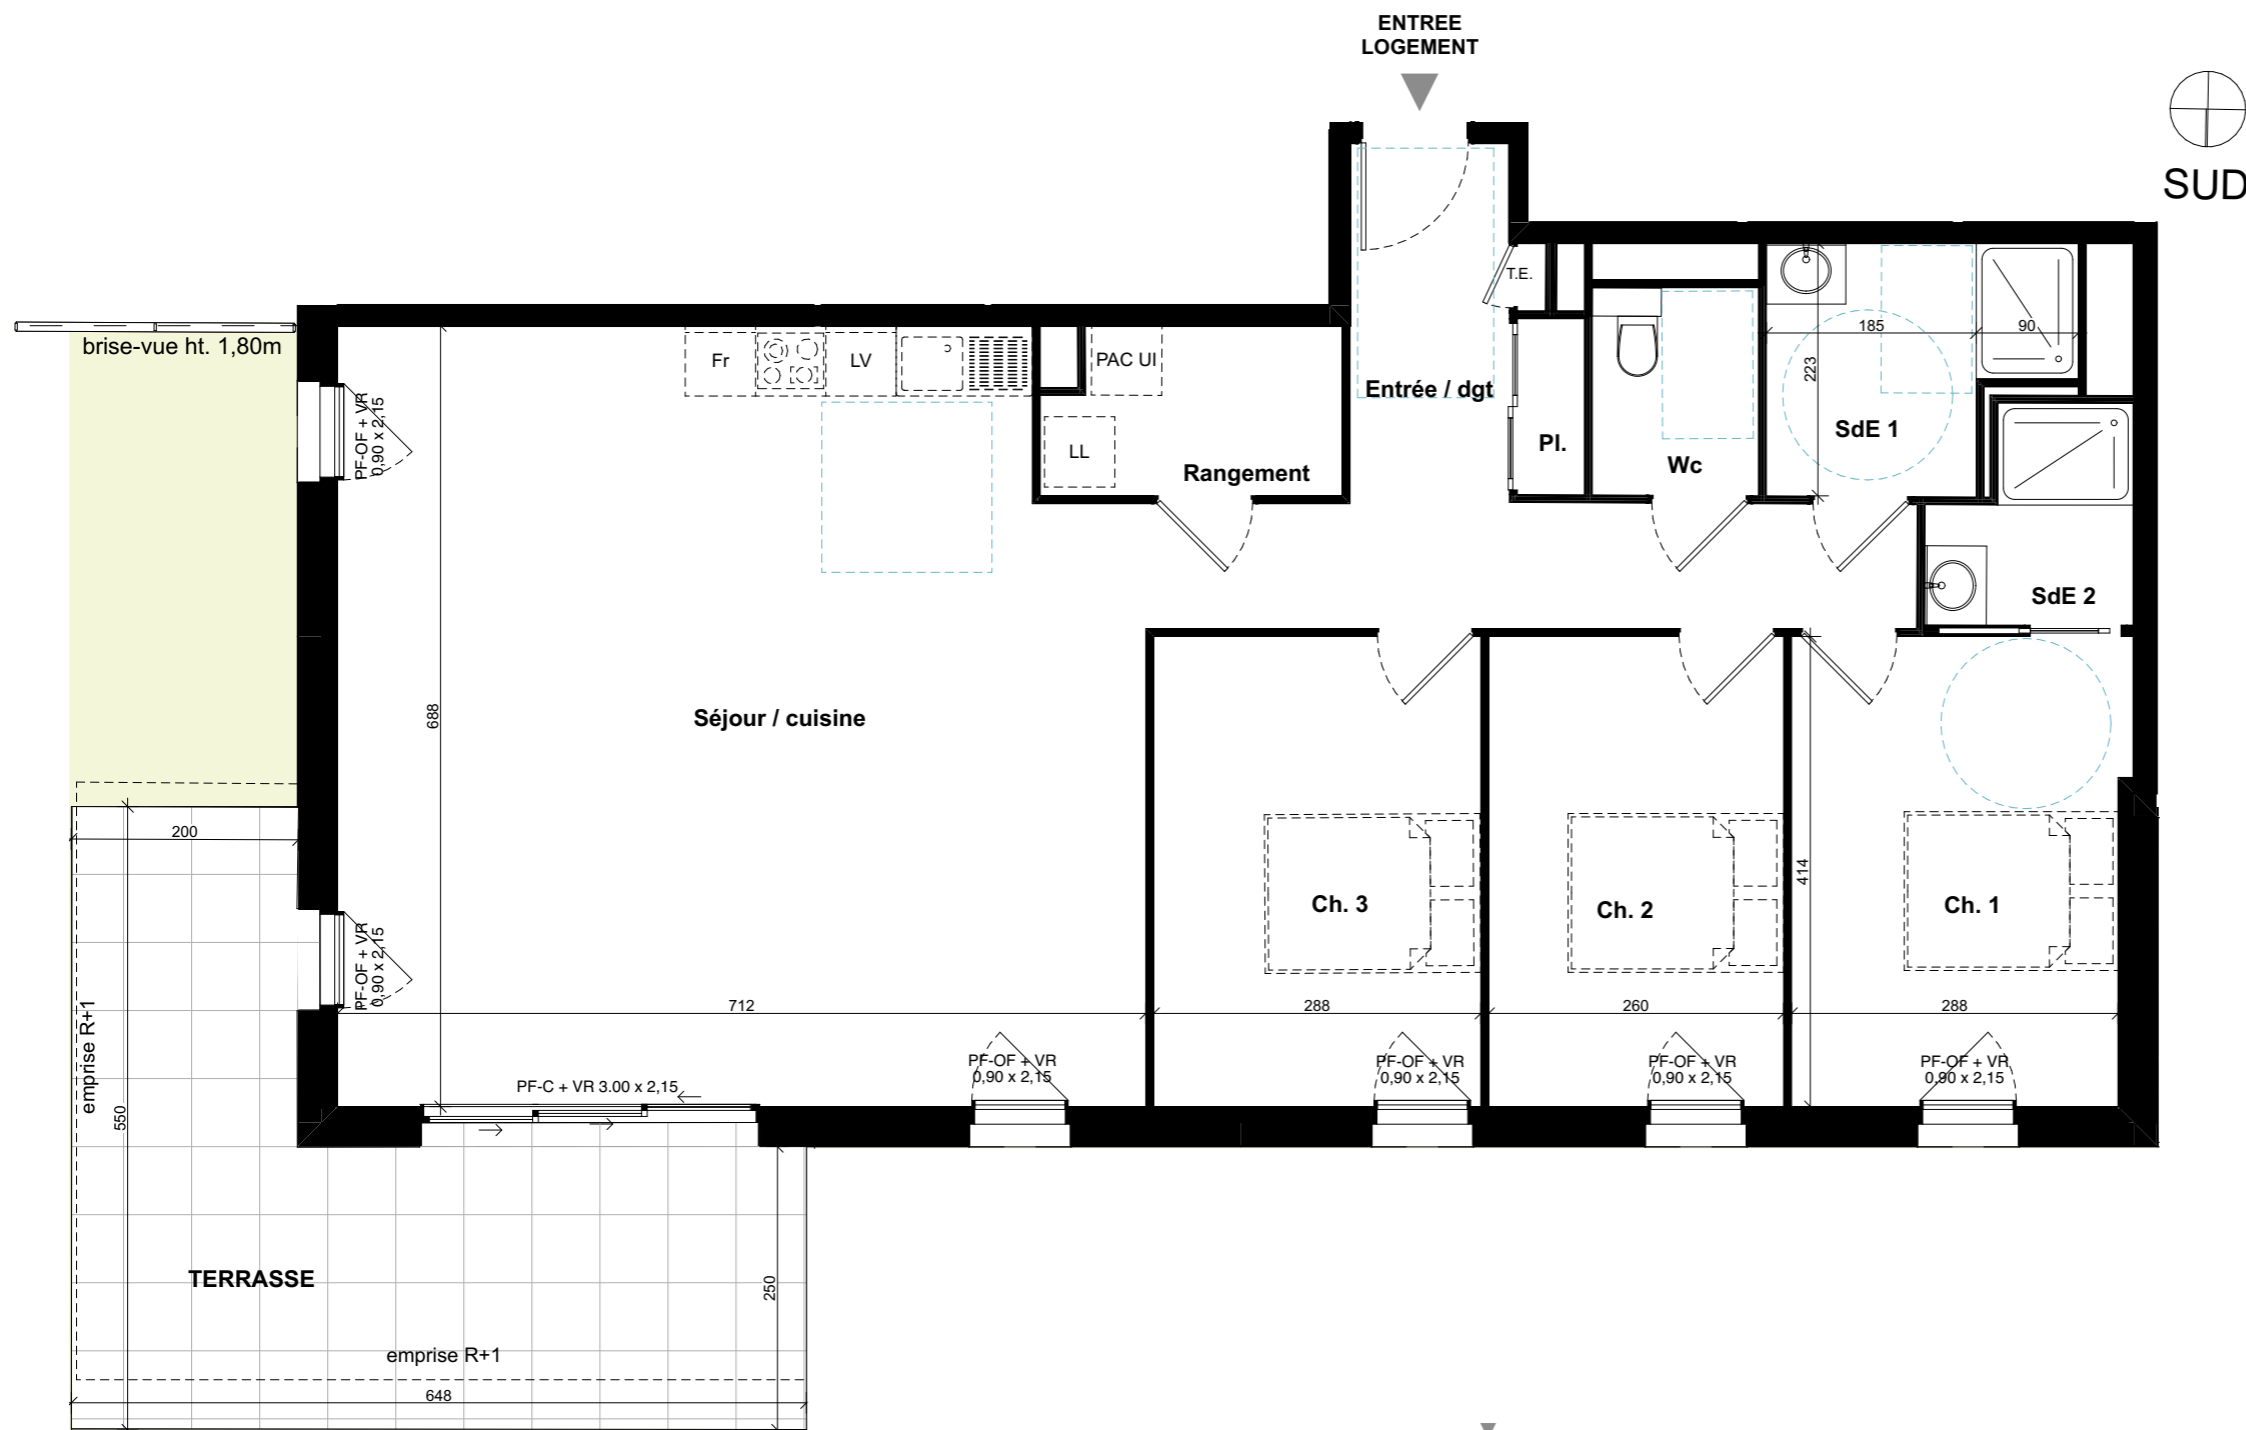 ENTREE
LOGEMENT
SUD
brise-vue ht. 1,80m
T.E.
Fr
LV
PAC UI
LL
Rangement
Entrée / dgt
Pl.
Wc
185
90
223
SdE 1
SdE 2
PF-OF + VR
0,90 x 2,15
688
Séjour / cuisine
200
PF-OF + VR
0,90 x 2,15
414
Ch. 3
Ch. 2
Ch. 1
712
288
260
288
PF-OF + VR
0,90 x 2,15
PF-OF + VR
0,90 x 2,15
PF-OF + VR
0,90 x 2,15
PF-OF + VR
0,90 x 2,15
PF-C + VR 3.00 x 2,15
emprise R+1
550
TERRASSE
250
emprise R+1
648